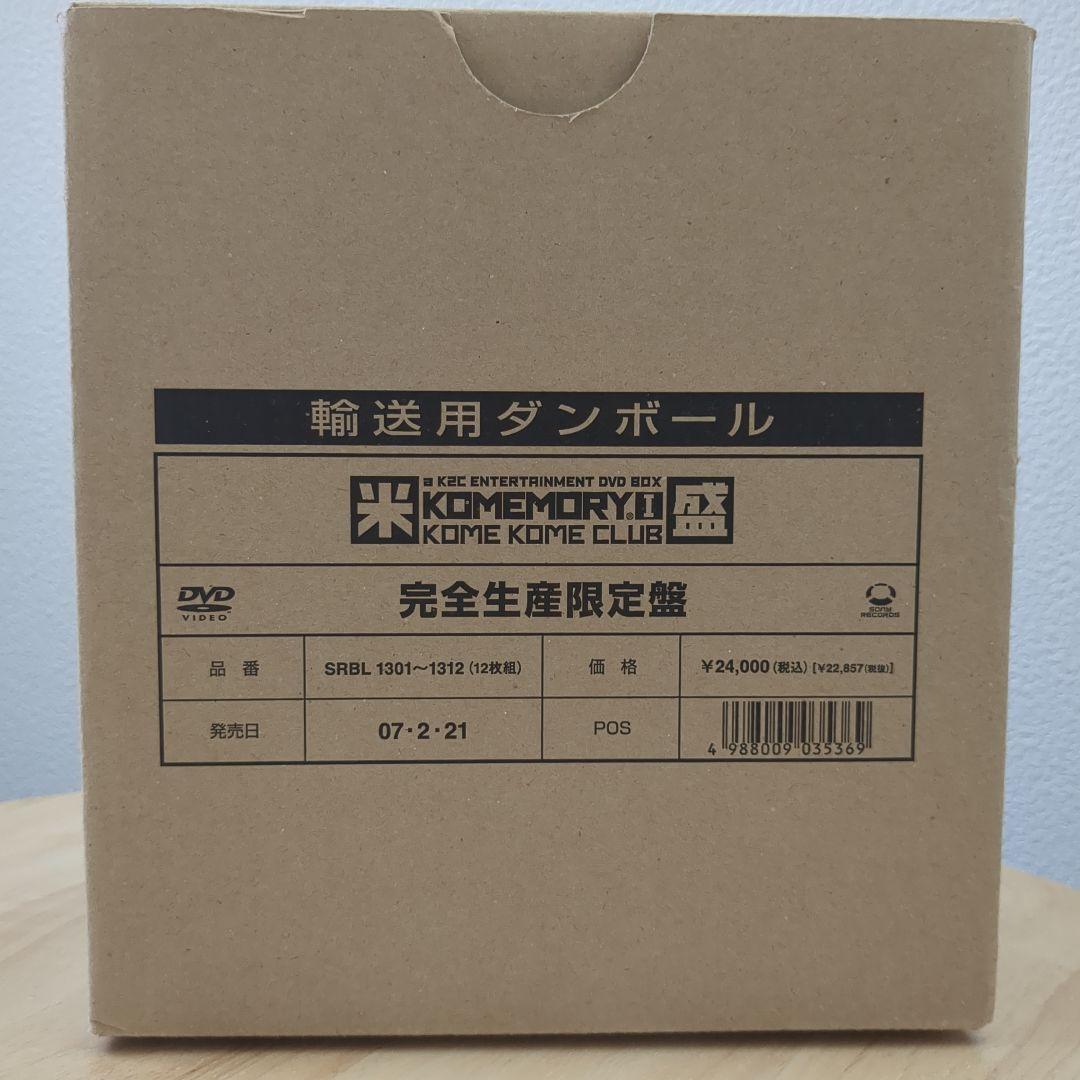 輸送用ダンボール
a K2C ENTERTAINMENT DVD BOX
米 KOMEMORY.® I 盛
KOME KOME CLUB
DVD VIDEO 完全生産限定盤 SONY RECORDS
品番 SRBL 1301〜1312 (12枚組) 価格 ¥24,000 (税込) [¥22,857 (税抜)]
発売日 07・2・21 POS
4 988009 035369